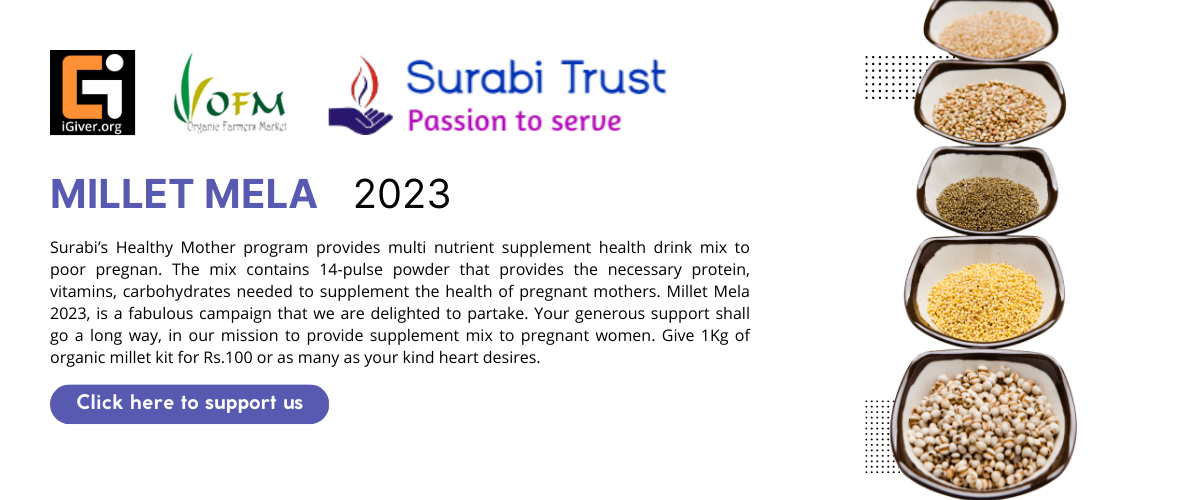 iGiver.org
OFM
Organic Farmers Market
Surabi Trust
Passion to serve
MILLET MELA 2023
Surabi’s Healthy Mother program provides multi nutrient supplement health drink mix to
poor pregnan. The mix contains 14-pulse powder that provides the necessary protein,
vitamins, carbohydrates needed to supplement the health of pregnant mothers. Millet Mela
2023, is a fabulous campaign that we are delighted to partake. Your generous support shall
go a long way, in our mission to provide supplement mix to pregnant women. Give 1Kg of
organic millet kit for Rs.100 or as many as your kind heart desires.
Click here to support us